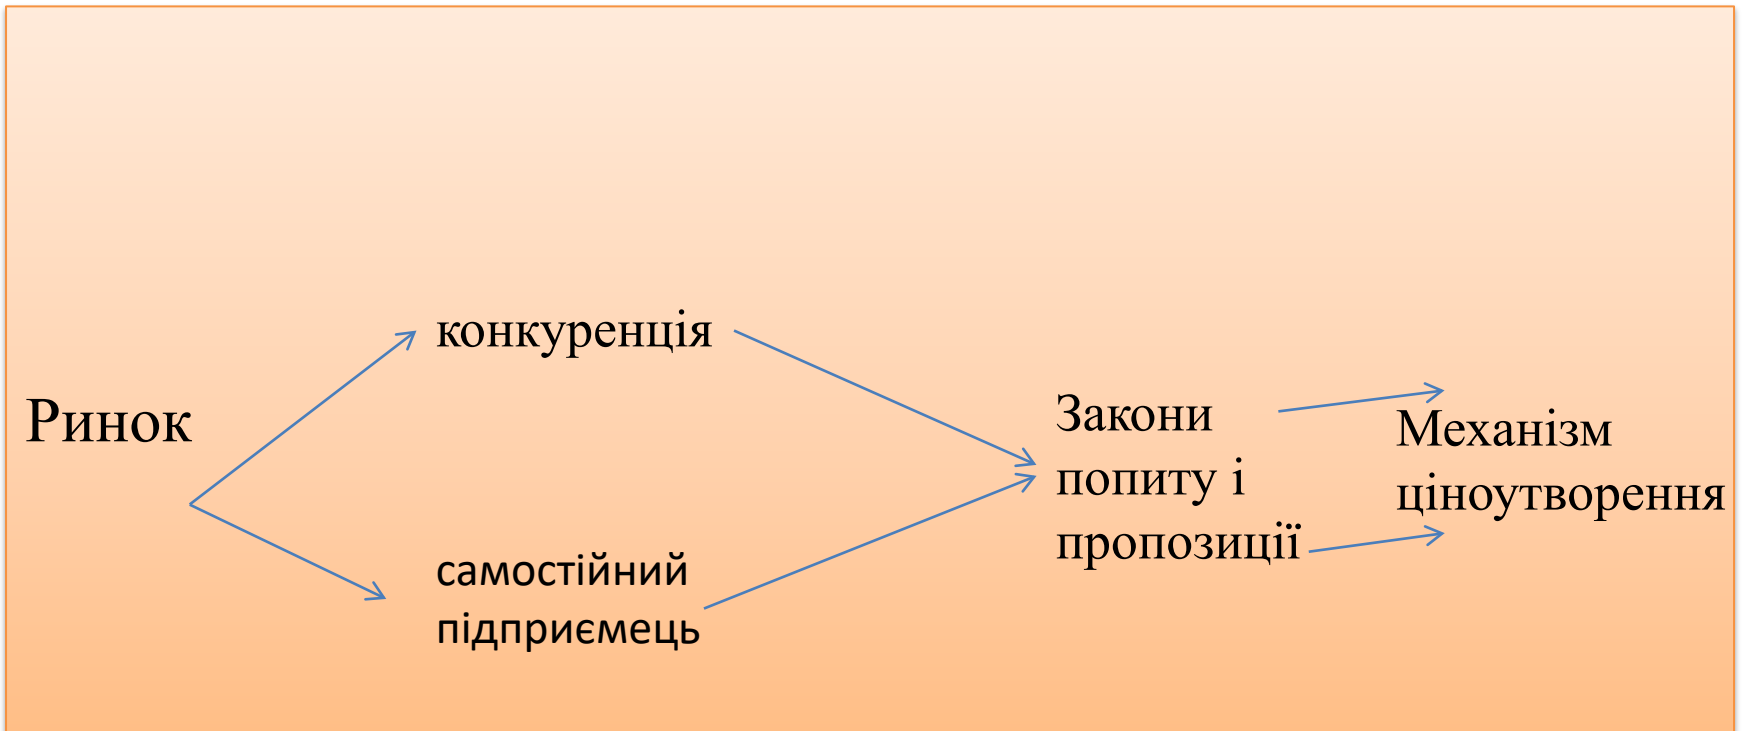 Ринок
конкуренція
самостійний
підприємець
Закони
попиту і
пропозиції
Механізм
ціноутворення